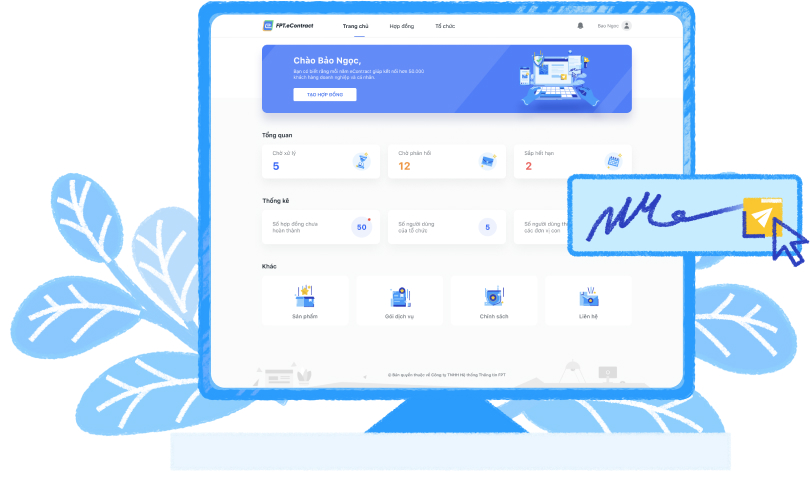 FPT.eContract
Trang chủ
Hợp đồng
Tổ chức
Bảo Ngọc
Chào Bảo Ngọc,
Bạn có biết rằng mỗi năm eContract giúp kết nối hơn 50.000
khách hàng doanh nghiệp và cá nhân.
TẠO HỢP ĐỒNG
Tổng quan
Chờ xử lý
5
Chờ phản hồi
12
Sắp hết hạn
2
Thống kê
Số hợp đồng chưa
hoàn thành
50
Số người dùng
của tổ chức
5
Số người dùng
các đơn vị con
Khác
Sản phẩm
Gói dịch vụ
Chính sách
Liên hệ
© Bản quyền thuộc về Công ty TNHH Hệ thống Thông tin FPT